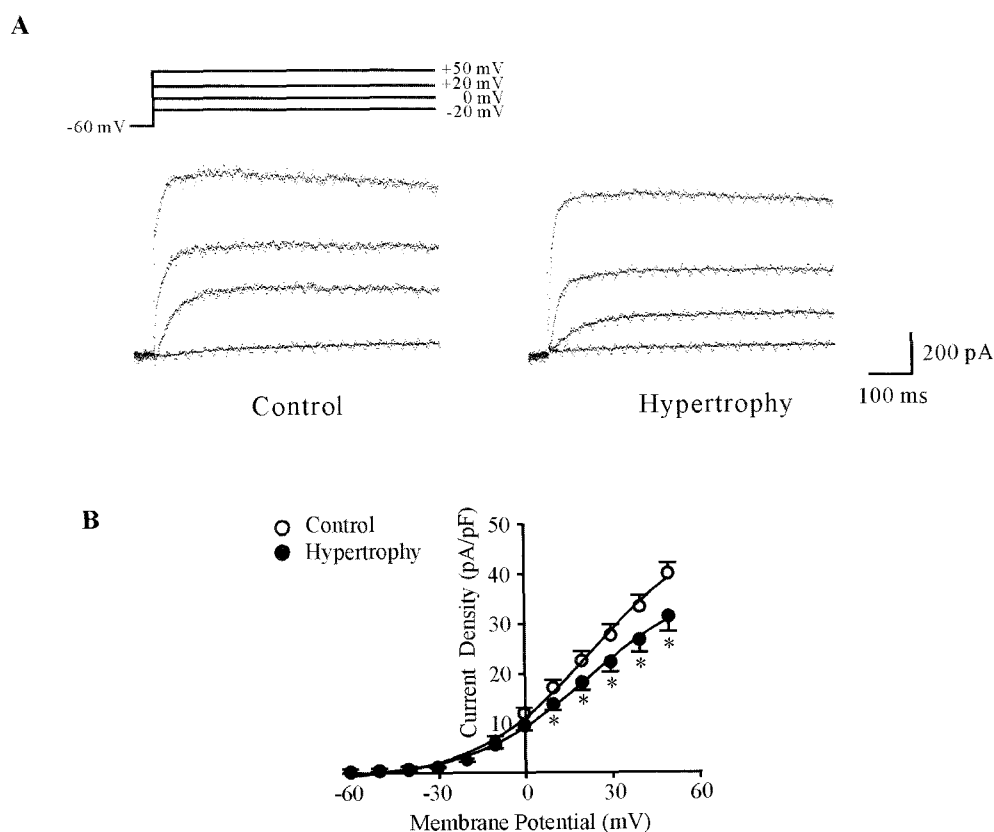 A
+50 mV
+20 mV
0 mV
-20 mV
-60 mV
200 pA
100 ms
Control
Hypertrophy
B
Control
Hypertrophy
Current Density (pA/pF)
50
40
30
20
10
*
*
*
*
*
-60
-30
0
30
60
Membrane Potential (mV)